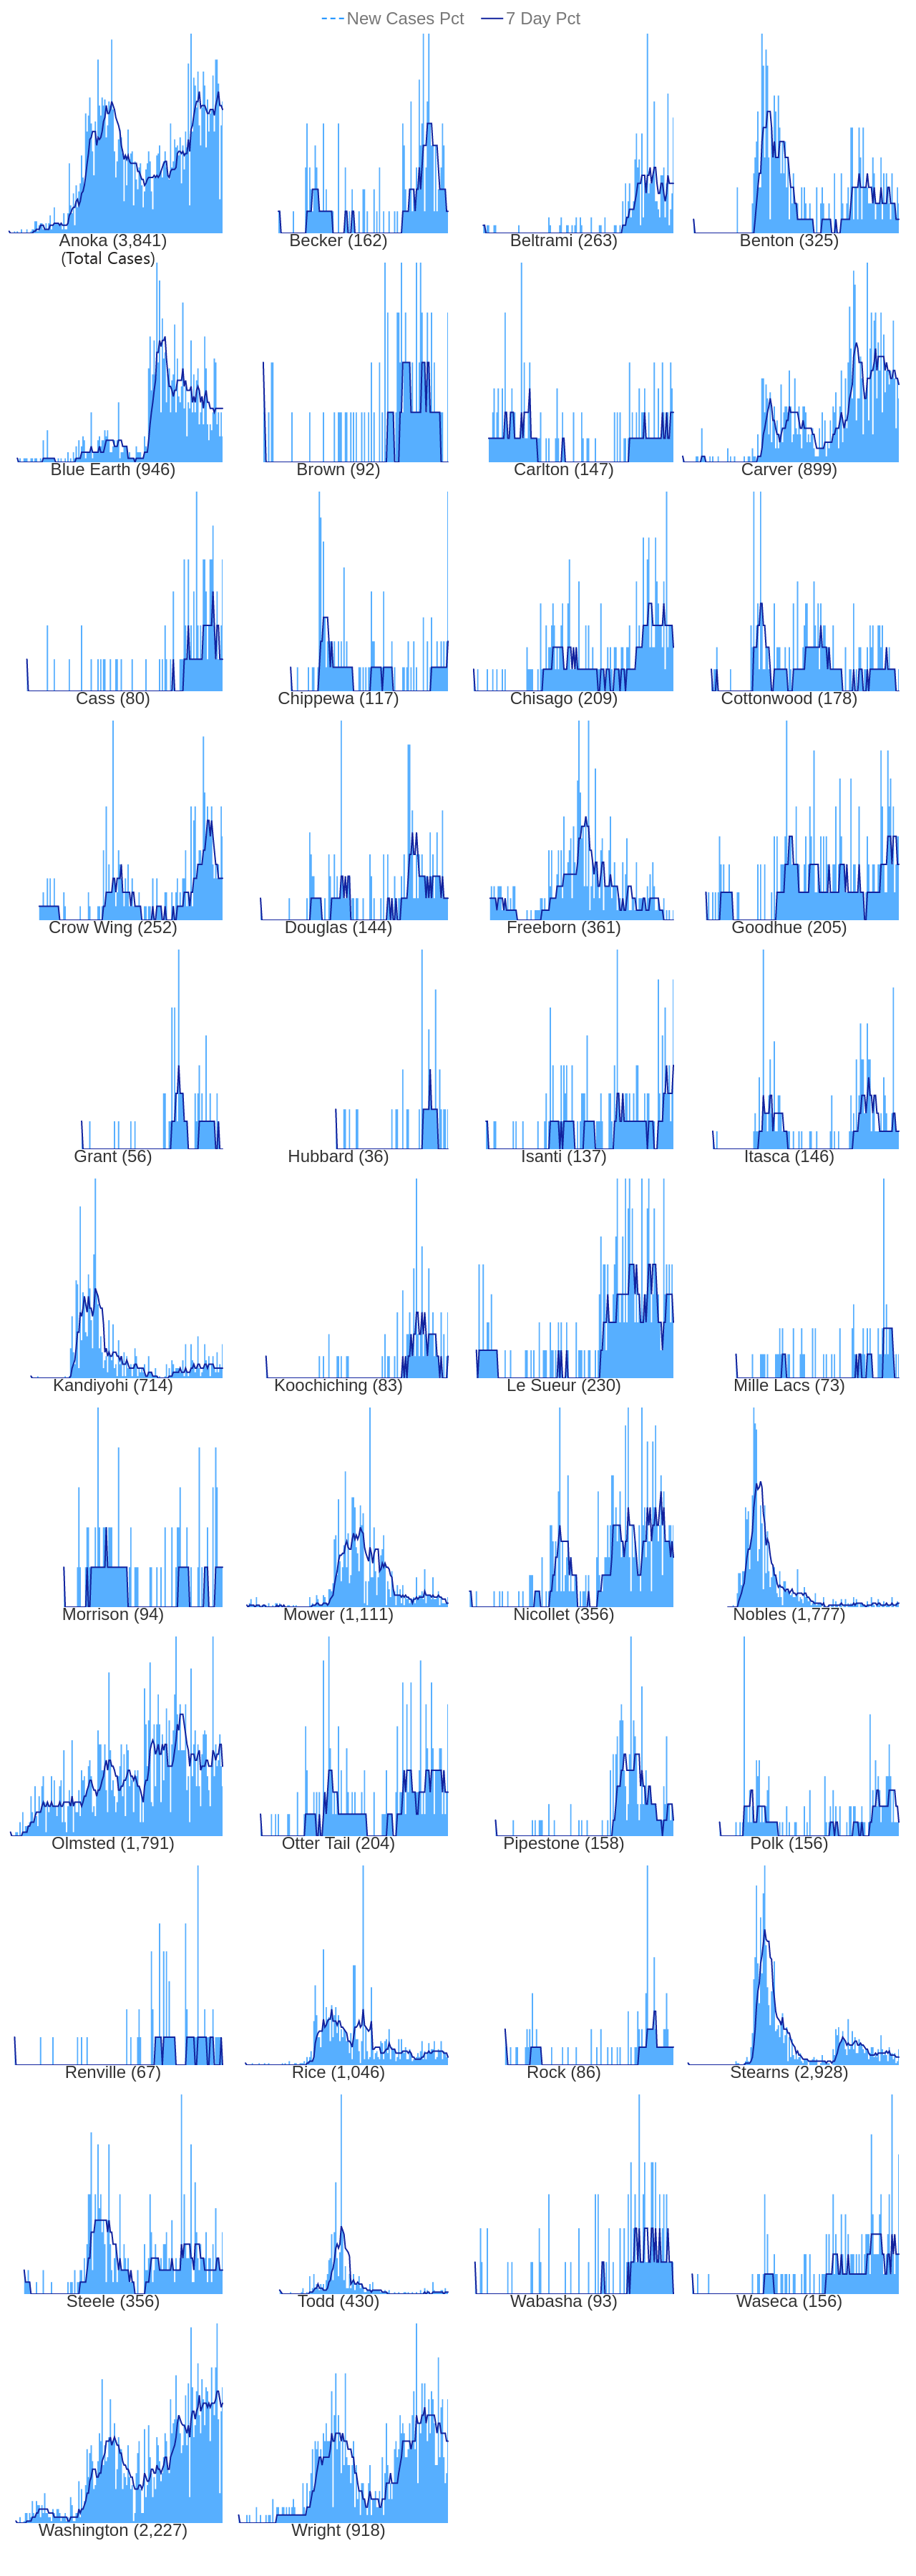 New Cases Pct 7 Day Pct
Anoka (3,841) Becker (162) Beltrami (263) Benton (325)
(Total Cases)
Blue Earth (946) Brown (92) Carlton (147) Carver (899)
Cass (80) Chippewa (117) Chisago (209) Cottonwood (178)
Crow Wing (252) Douglas (144) Freeborn (361) Goodhue (205)
Grant (56) Hubbard (36) Isanti (137) Itasca (146)
Kandiyohi (714) Koochiching (83) Le Sueur (230) Mille Lacs (73)
Morrison (94) Mower (1,111) Nicollet (356) Nobles (1,777)
Olmsted (1,791) Otter Tail (204) Pipestone (158) Polk (156)
Renville (67) Rice (1,046) Rock (86) Stearns (2,928)
Steele (356) Todd (430) Wabasha (93) Waseca (156)
Washington (2,227) Wright (918)